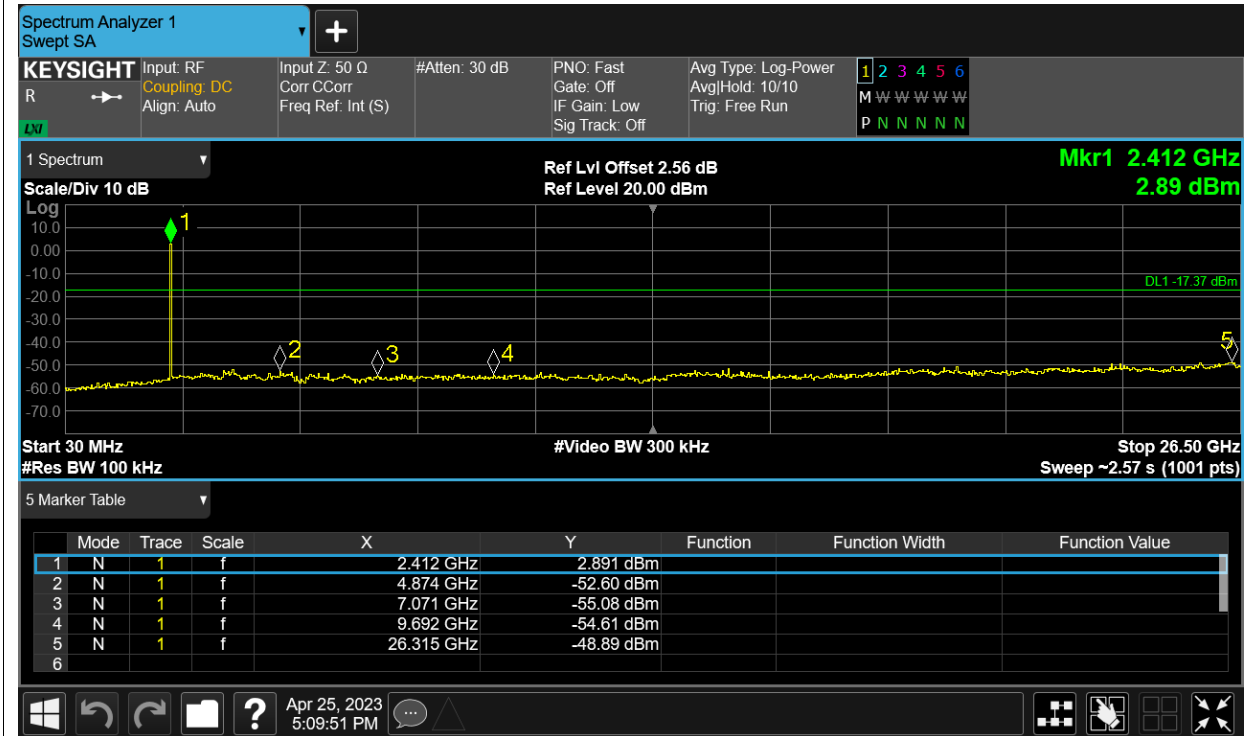 Spectrum Analyzer 1
Swept SA
KEYSIGHT
R
LXI
Input: RF
Coupling: DC
Align: Auto
Input Z: 50 Ω
Corr CCorr
Freq Ref: Int (S)
#Atten: 30 dB
PNO: Fast
Gate: Off
IF Gain: Low
Sig Track: Off
Avg Type: Log-Power
Avg|Hold: 10/10
Trig: Free Run
1 2 3 4 5 6
M W W W W W W
P N N N N N N
1 Spectrum
Scale/Div 10 dB
Ref Lvl Offset 2.56 dB
Ref Level 20.00 dBm
Mkr1 2.412 GHz
2.89 dBm
Log
10.0
0.00
-10.0
-20.0
-30.0
-40.0
-50.0
-60.0
-70.0
1
2
3
4
5
DL1 -17.37 dBm
Start 30 MHz
#Video BW 300 kHz
Stop 26.50 GHz
#Res BW 100 kHz
Sweep ~2.57 s (1001 pts)
5 Marker Table
Mode Trace Scale X Y Function Function Width Function Value
1 N 1 f 2.412 GHz 2.891 dBm
2 N 1 f 4.874 GHz -52.60 dBm
3 N 1 f 7.071 GHz -55.08 dBm
4 N 1 f 9.692 GHz -54.61 dBm
5 N 1 f 26.315 GHz -48.89 dBm
6
?
Apr 25, 2023
5:09:51 PM